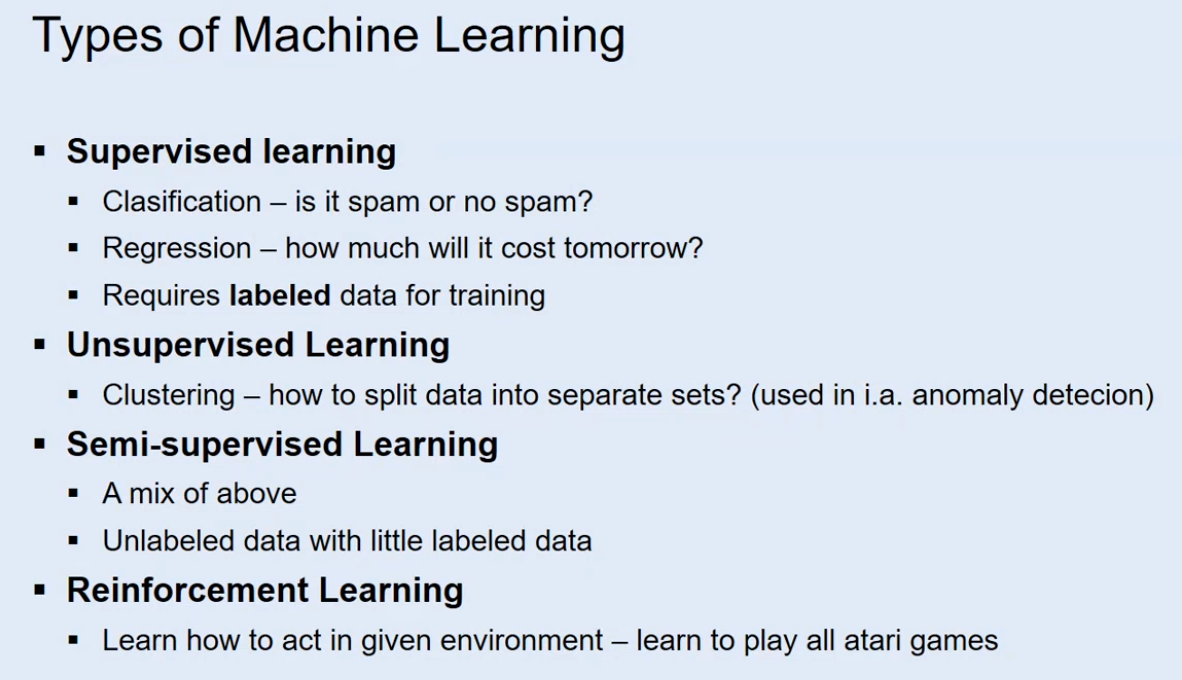 Types of Machine Learning
▪ Supervised learning
▪ Clasification – is it spam or no spam?
▪ Regression – how much will it cost tomorrow?
▪ Requires labeled data for training
▪ Unsupervised Learning
▪ Clustering – how to split data into separate sets? (used in i.a. anomaly detecion)
▪ Semi-supervised Learning
▪ A mix of above
▪ Unlabeled data with little labeled data
▪ Reinforcement Learning
▪ Learn how to act in given environment – learn to play all atari games